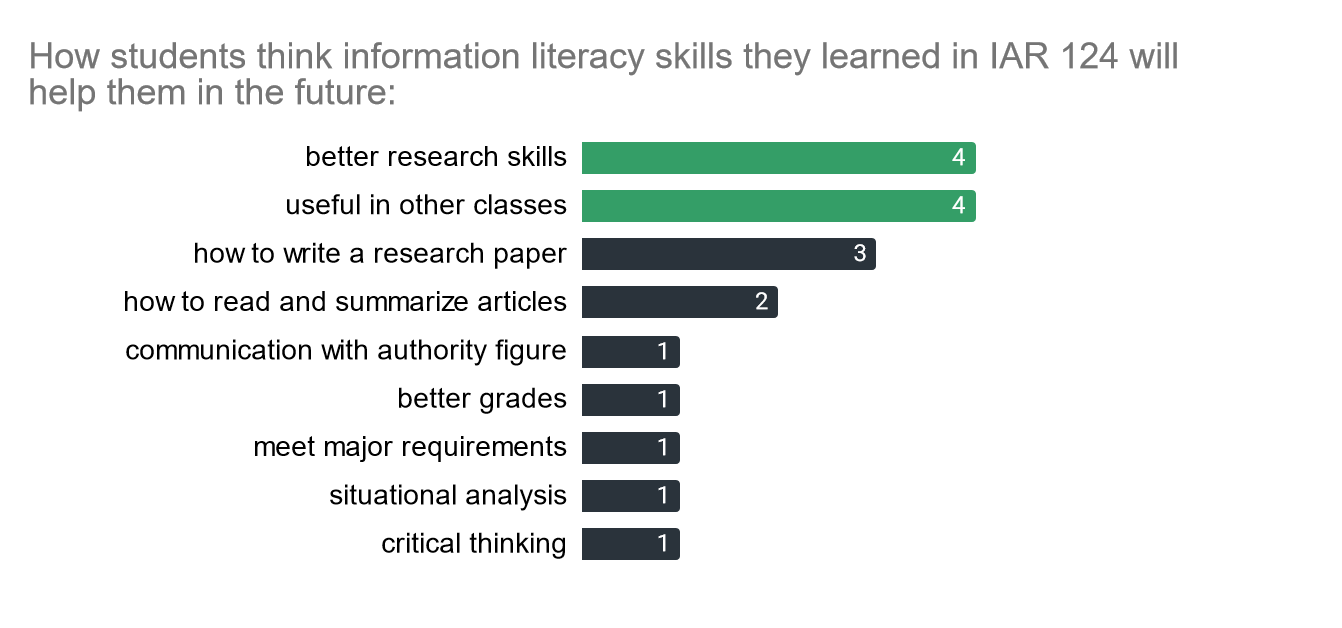 How students think information literacy skills they learned in IAR 124 will
help them in the future:
better research skills 4
useful in other classes 4
how to write a research paper 3
how to read and summarize articles 2
communication with authority figure 1
better grades 1
meet major requirements 1
situational analysis 1
critical thinking 1